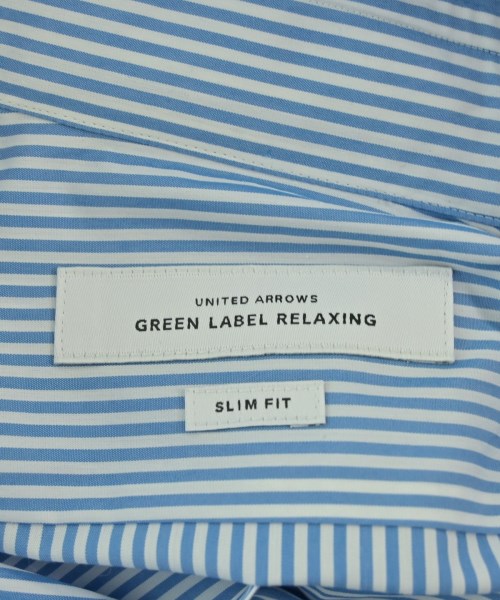 UNITED ARROWS
GREEN LABEL RELAXING
SLIM FIT